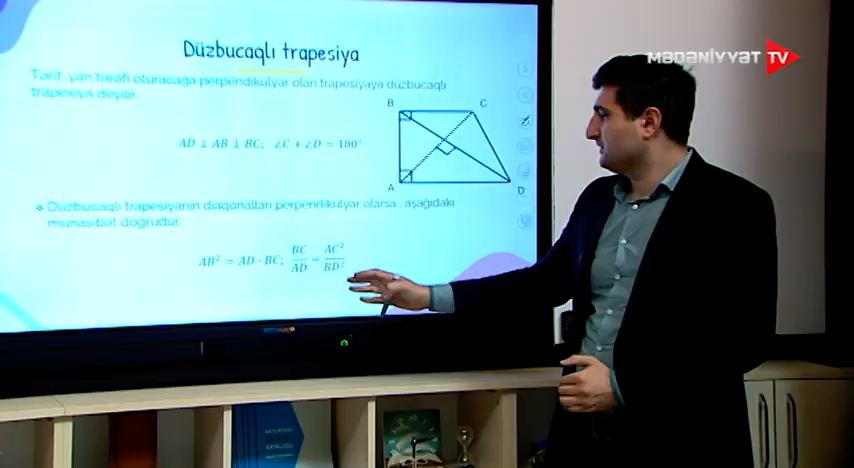 MƏDƏNİYYƏT TV
Düzbucaqlı trapesiya
Tərif: yan tərəfi oturacağa perpendikulyar olan trapesiyaya düzbucaqlı
trapesiya deyilir.
B C
AD ⊥ AB ⊥ BC; ∠C + ∠D = 180°
A D
Düzbucaqlı trapesiyanın diaqonalları perpendikulyar olarsa , aşağıdakı
münasibət doğrudur:
AB² = AD · BC; BC/AD = AC²/BD²